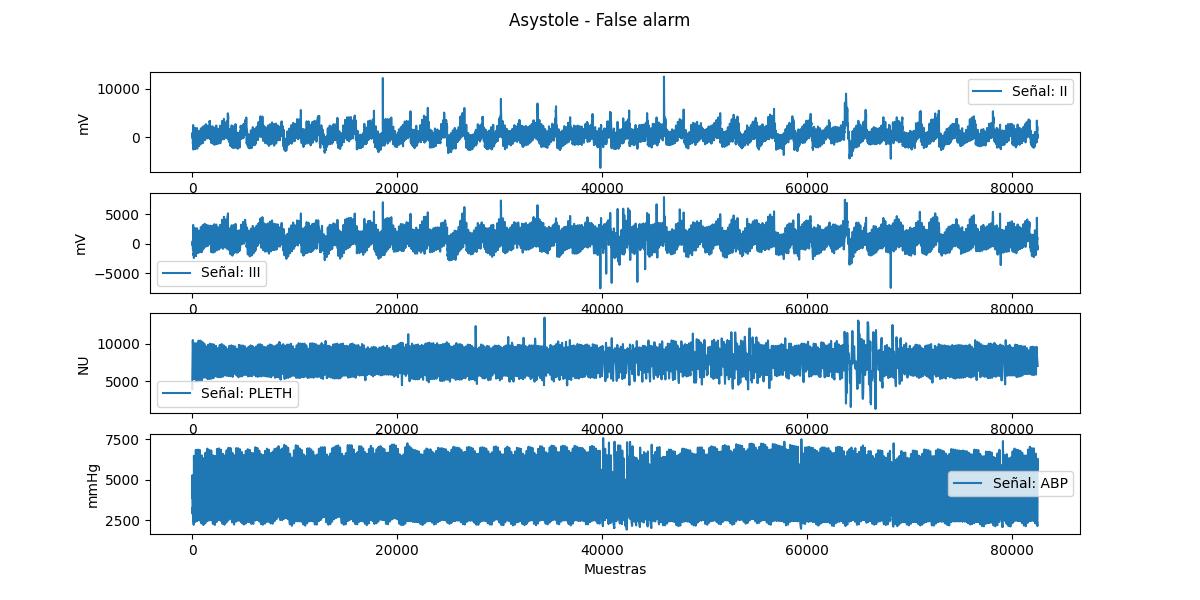 Asystole - False alarm
10000
0
mV
Señal: II
0 20000 40000 60000 80000
5000
0
−5000
mV
Señal: III
0 20000 40000 60000 80000
10000
5000
NU
Señal: PLETH
0 20000 40000 60000 80000
7500
5000
2500
mmHg
Señal: ABP
0 20000 40000 60000 80000
Muestras